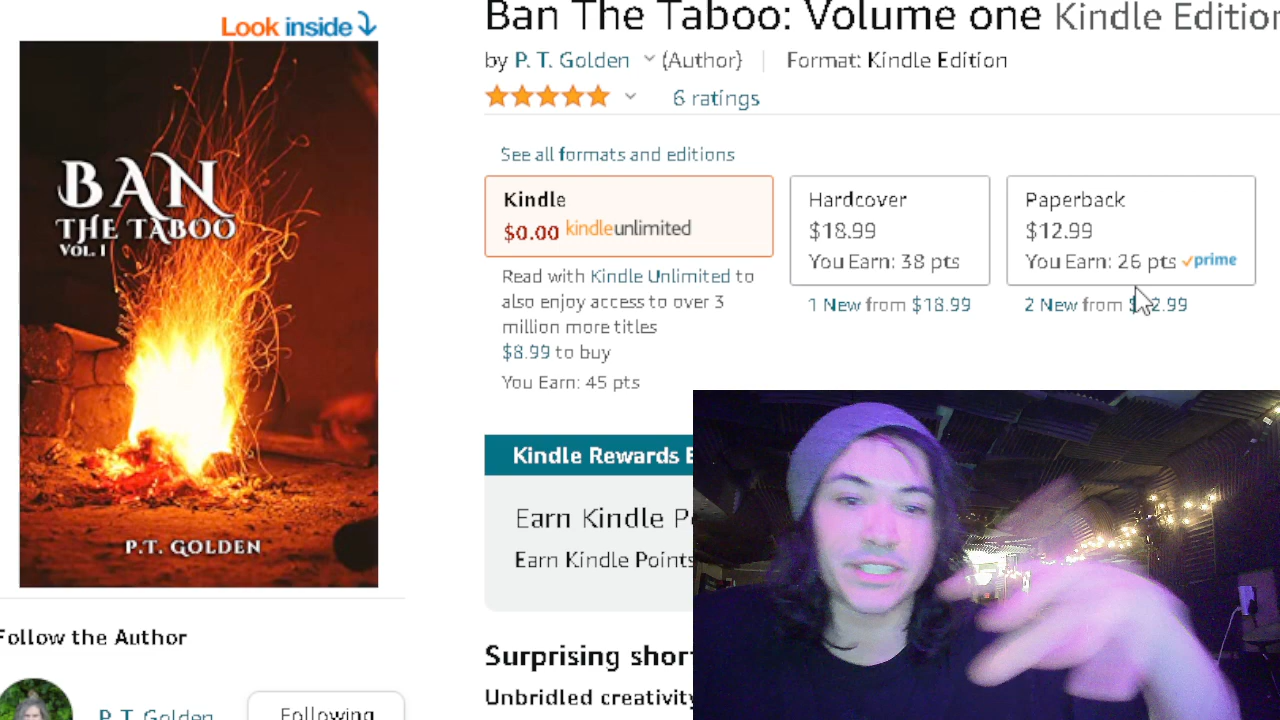 Look inside
BAN
THE TABOO
VOL. I
P.T. GOLDEN
Follow the Author
P. T. Golden
Following
Ban The Taboo: Volume one Kindle Edition
by P. T. Golden (Author) Format: Kindle Edition
6 ratings
See all formats and editions
Kindle
$0.00 kindleunlimited
Read with Kindle Unlimited to
also enjoy access to over 3
million more titles
$8.99 to buy
You Earn: 45 pts
Hardcover
$18.99
You Earn: 38 pts
1 New from $18.99
Paperback
$12.99
You Earn: 26 pts prime
2 New from $12.99
Kindle Rewards
Earn Kindle
Earn Kindle Points
Surprising
Unbridled creativity